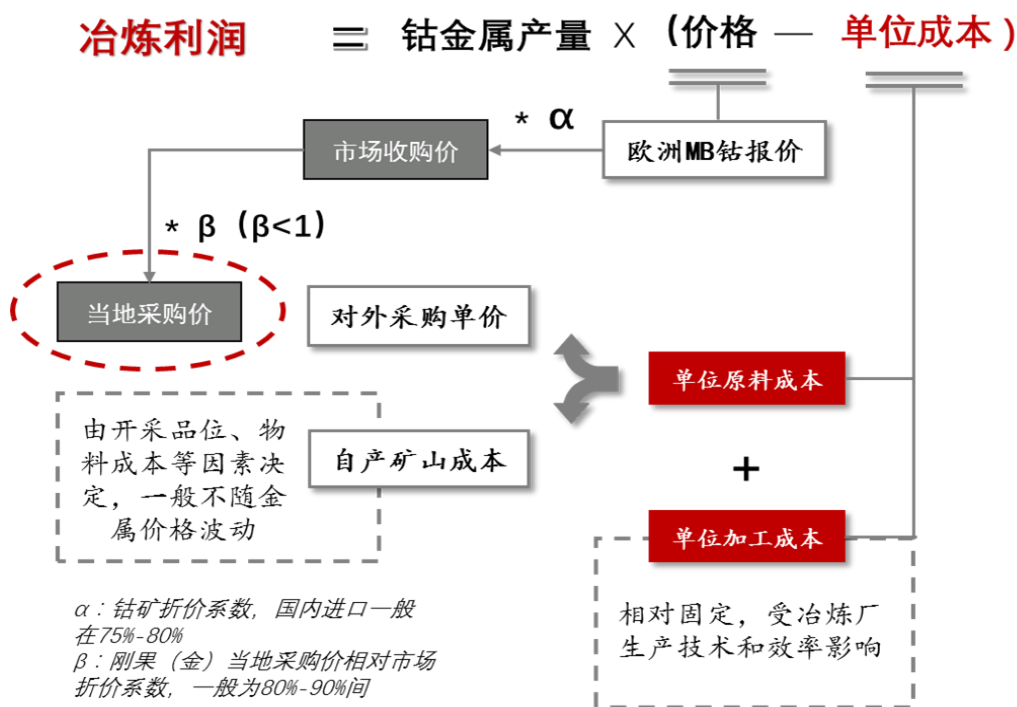 冶炼利润 = 钴金属产量 × (价格 — 单位成本)
* α
市场收购价
欧洲MB钴报价
* β (β<1)
当地采购价
对外采购单价
单位原料成本
由开采品位、物
料成本等因素决
定，一般不随金
属价格波动
自产矿山成本
+
单位加工成本
相对固定，受冶炼厂
生产技术和效率影响
α：钴矿折价系数，国内进口一般
在75%-80%
β：刚果（金）当地采购价相对市场
折价系数，一般为80%-90%间